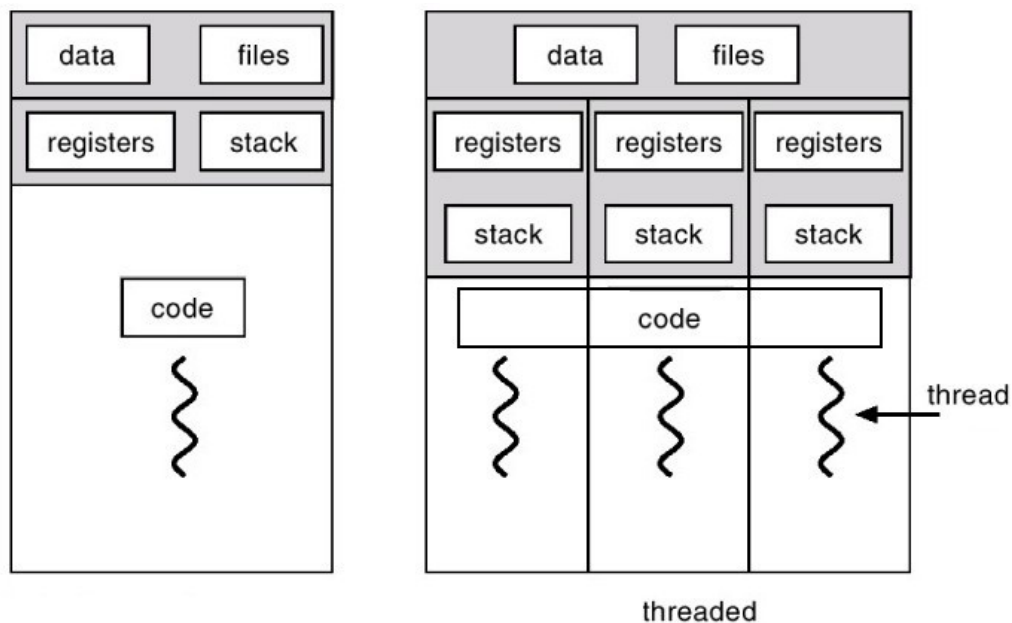 data files
registers stack
code
data files
registers registers registers
stack stack stack
code
thread
threaded